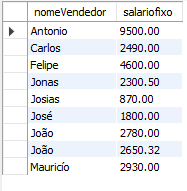 nomeVendedor salariofixo
Antonio 9500.00
Carlos 2490.00
Felipe 4600.00
Jonas 2300.50
Josias 870.00
José 1800.00
João 2780.00
João 2650.32
Mauricío 2930.00